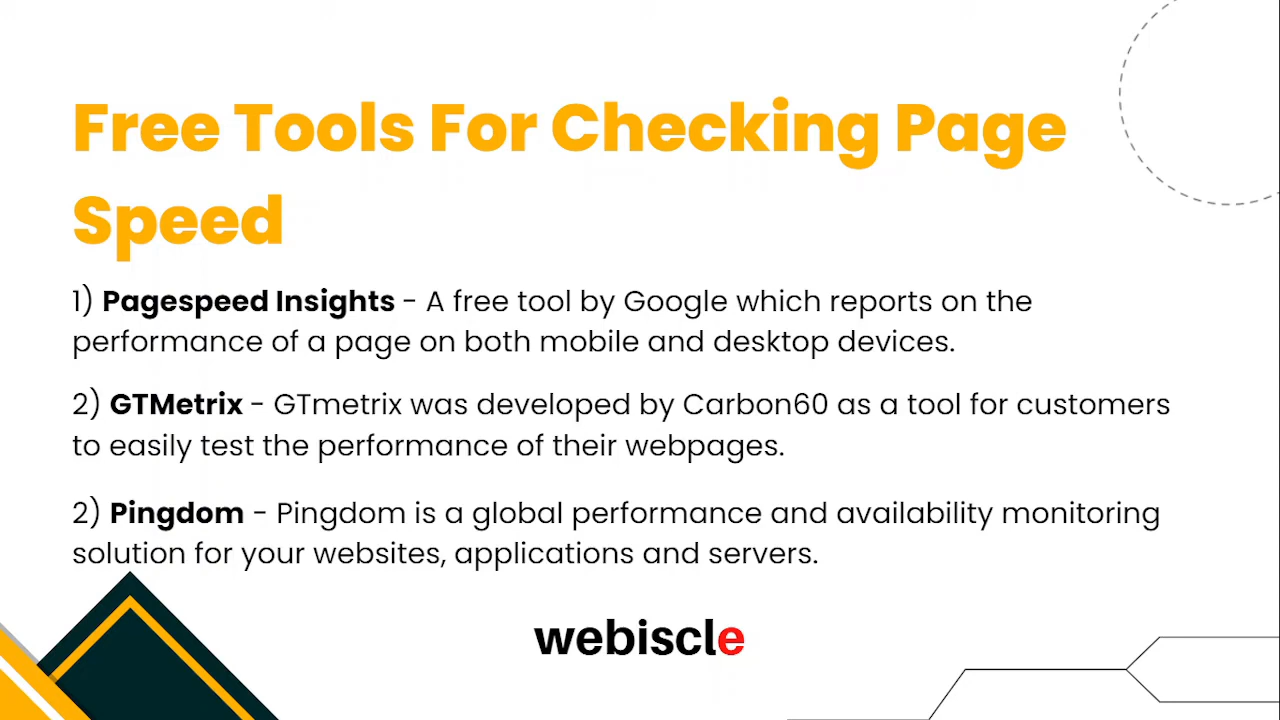 Free Tools For Checking Page
Speed
1) Pagespeed Insights - A free tool by Google which reports on the
performance of a page on both mobile and desktop devices.
2) GTMetrix - GTmetrix was developed by Carbon60 as a tool for customers
to easily test the performance of their webpages.
2) Pingdom - Pingdom is a global performance and availability monitoring
solution for your websites, applications and servers.
webiscle